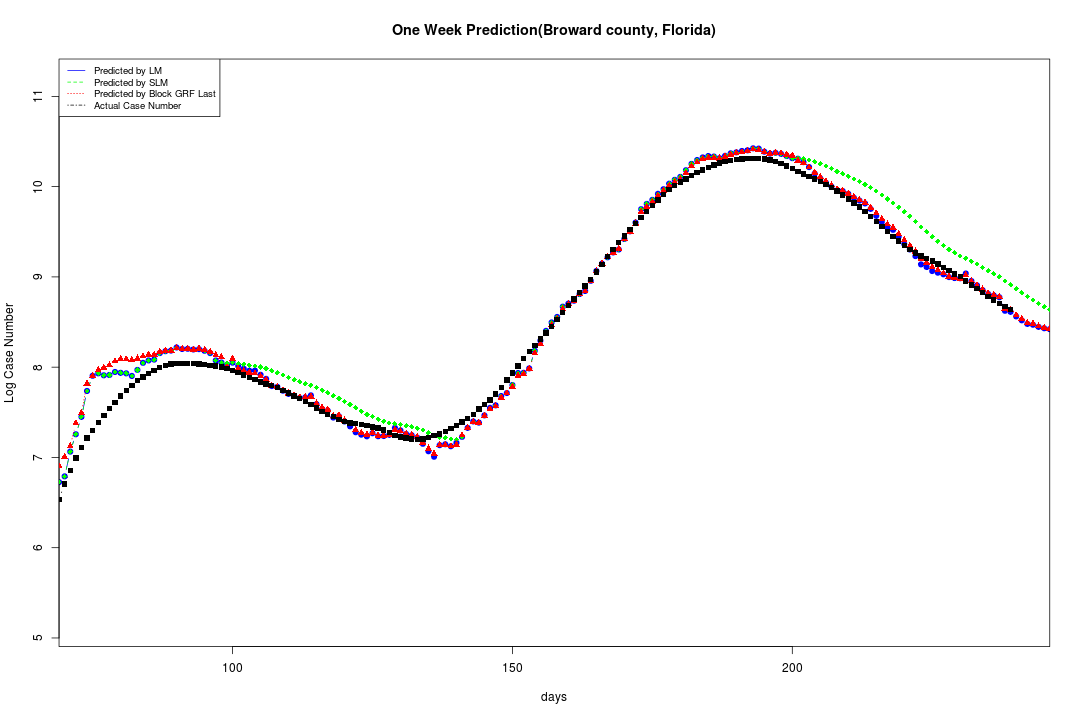 One Week Prediction(Broward county, Florida)
Predicted by LM
Predicted by SLM
Predicted by Block GRF Last
Actual Case Number
11
10
9
8
7
6
5
Log Case Number
100 150 200
days